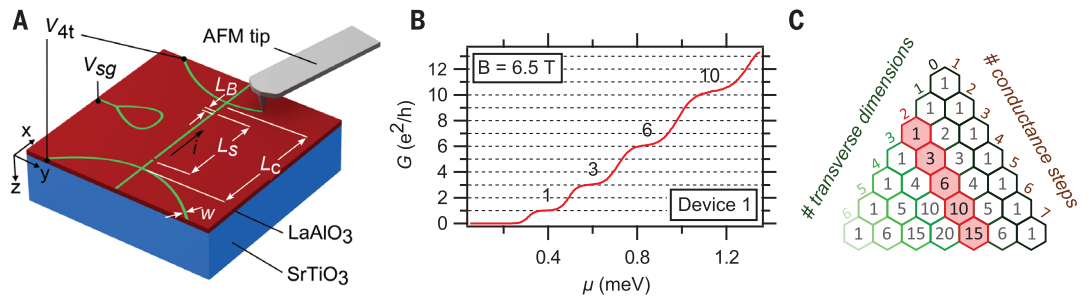 A
V4t
Vsg
AFM tip
LB
i
LS
LC
x
y
z
w
LaAlO3
SrTiO3
B
B = 6.5 T
G (e²/h)
12
10
8
6
4
2
0
1
3
6
10
Device 1
0.4
0.8
1.2
μ (meV)
C
# transverse dimensions
# conductance steps
0 1 1
1 1 1 2
2 1 2 1 3
3 1 3 3 1 4
4 1 4 6 4 1 5
5 1 5 10 10 5 1 6
6 1 6 15 20 15 6 1 7